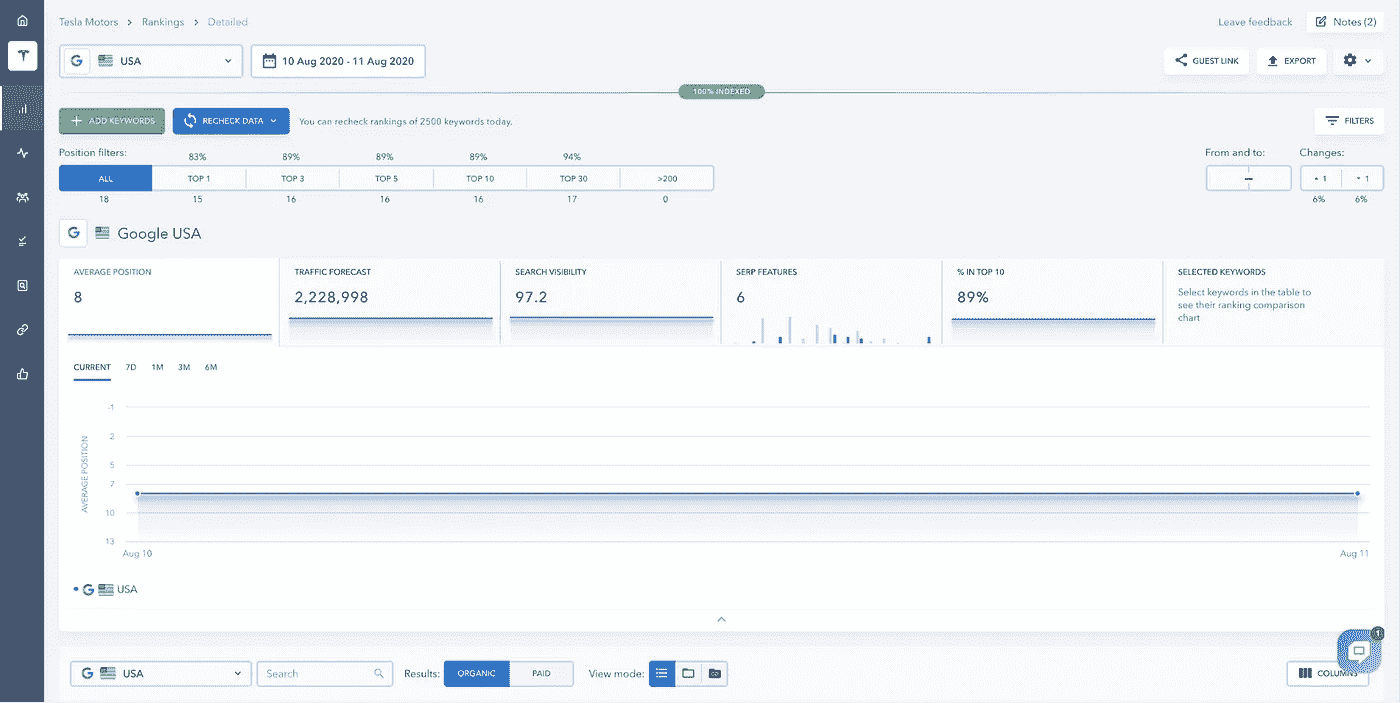 Tesla Motors > Rankings > Detailed
Leave feedback
Notes (2)
G USA
10 Aug 2020 - 11 Aug 2020
GUEST LINK
EXPORT
100% INDEXED
+ ADD KEYWORDS
RECHECK DATA
You can recheck rankings of 2500 keywords today.
FILTERS
Position filters:
83% 89% 89% 89% 94%
ALL TOP 1 TOP 3 TOP 5 TOP 10 TOP 30 >200
18 15 16 16 16 17 0
From and to:
–
Changes:
1 1
6% 6%
G Google USA
AVERAGE POSITION
8
TRAFFIC FORECAST
2,228,998
SEARCH VISIBILITY
97.2
SERP FEATURES
6
% IN TOP 10
89%
SELECTED KEYWORDS
Select keywords in the table to
see their ranking comparison
chart
CURRENT 7D 1M 3M 6M
AVERAGE POSITION
-1
2
5
7
10
13
Aug 10 Aug 11
G USA
G USA
Search
Results: ORGANIC PAID
View mode:
COLUMNS
1